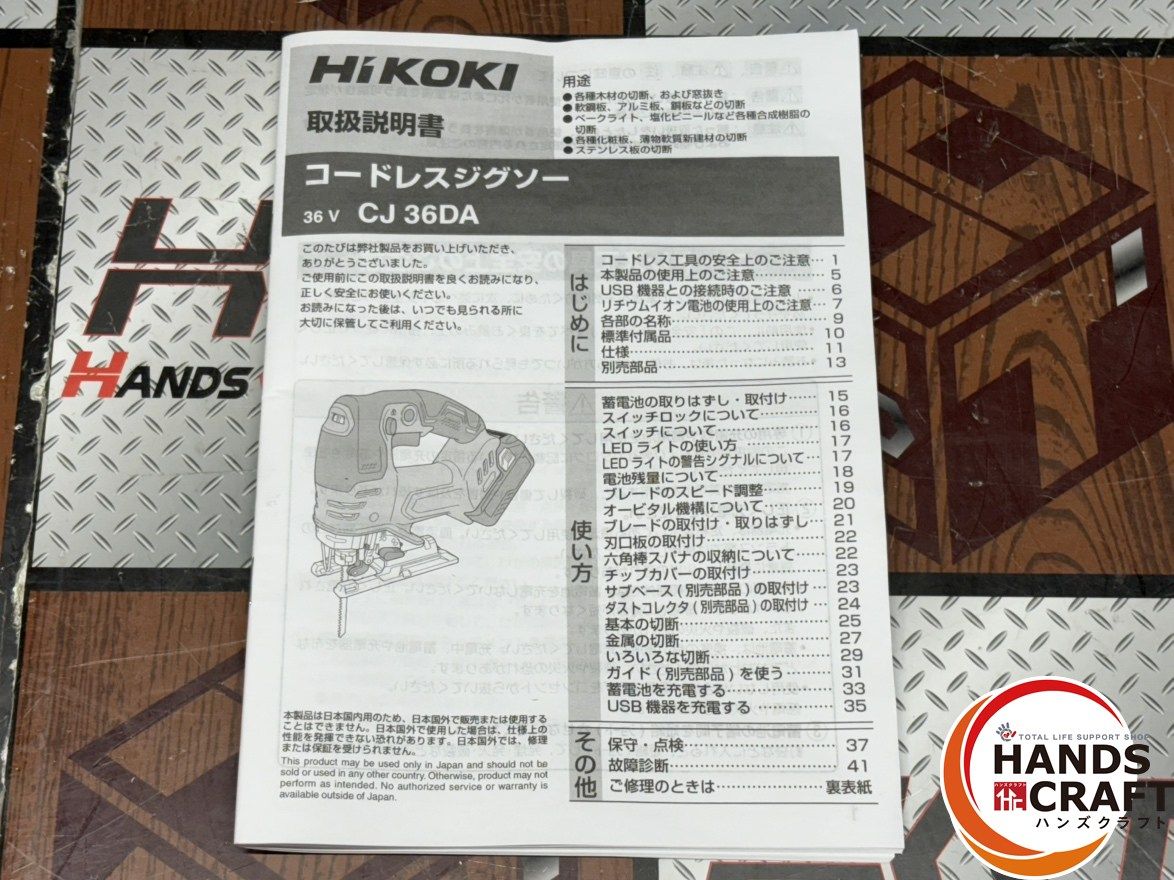 HiKOKI
取扱説明書
用途
●各種木材の切断、および窓抜き
●軟鋼板、アルミ板、銅板などの切断
●ベークライト、塩化ビニールなど各種合成樹脂の
切断
●各種化粧板、薄物軟質新建材の切断
●ステンレス板の切断
コードレスジグソー
36 V CJ 36DA
このたびは弊社製品をお買い上げいただき、
ありがとうございました。
ご使用前にこの取扱説明書を良くお読みになり、
正しく安全にお使いください。
お読みになった後は、いつでも見られる所に
大切に保管してご利用ください。
はじめに
コードレス工具の安全上のご注意… 1
本製品の使用上のご注意…… 5
USB 機器との接続時のご注意… 6
リチウムイオン電池の使用上のご注意… 7
各部の名称…… 9
標準付属品…… 10
仕様…… 11
別売部品…… 13
使い方
蓄電池の取りはずし・取付け…… 15
スイッチロックについて…… 16
スイッチについて…… 16
LED ライトの使い方…… 17
LED ライトの警告シグナルについて… 17
電池残量について…… 18
ブレードのスピード調整…… 19
オービタル機構について…… 20
ブレードの取付け・取りはずし… 21
刃口板の取付け…… 22
六角棒スパナの収納について…… 22
チップカバーの取付け…… 23
サブベース (別売部品) の取付け… 23
ダストコレクタ (別売部品) の取付け… 24
基本の切断…… 25
金属の切断…… 27
いろいろな切断…… 29
ガイド (別売部品) を使う…… 31
蓄電池を充電する…… 33
USB 機器を充電する…… 35
その他
保守・点検…… 37
故障診断…… 41
ご修理のときは…… 裏表紙
本製品は日本国内用のため、日本国外で販売または使用する
ことはできません。日本国外で使用した場合は、仕様上の
性能を発揮できない恐れがあります。日本国外では、修理
または保証を受けられません。
This product may be used only in Japan and should not be
sold or used in any other country. Otherwise, product may not
perform as intended. No authorized service or warranty is
available outside of Japan.
1
HANDS
TOTAL LIFE SUPPORT SHOP
HANDS
ハンズクラフト
CRAFT
ハンズクラフト